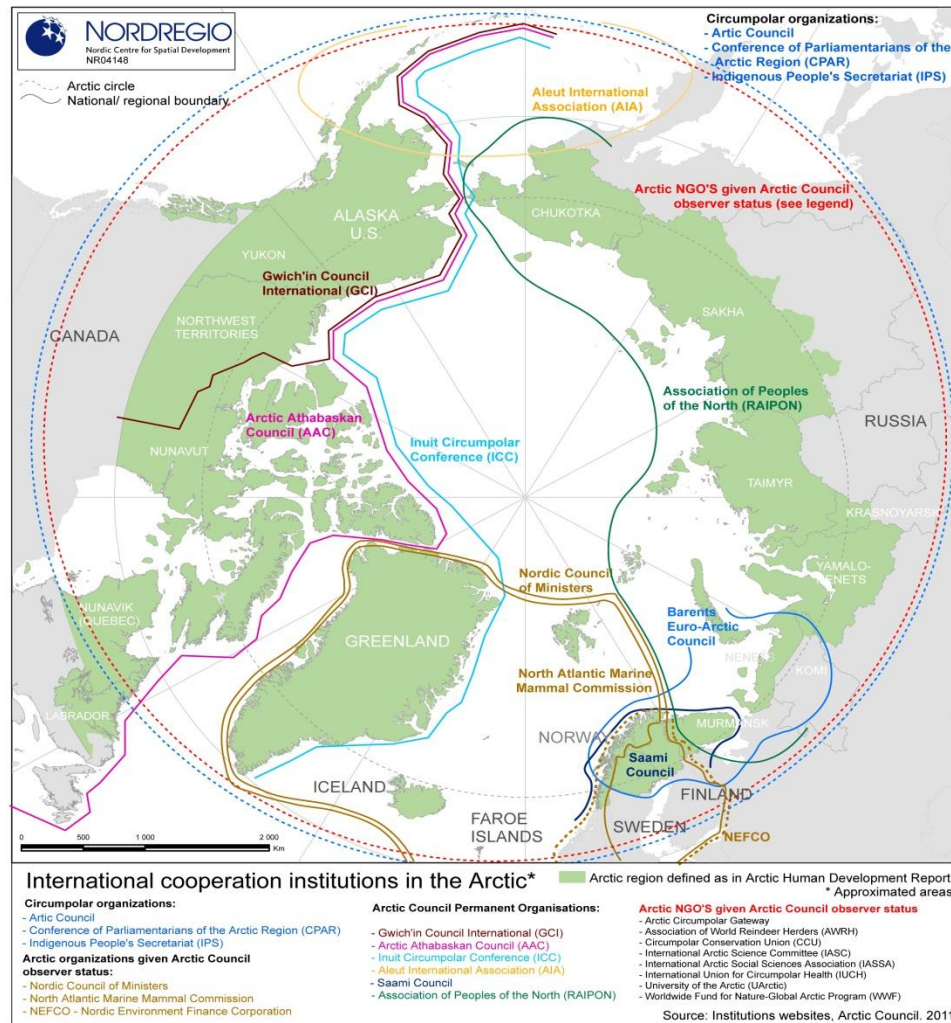 NORDREGIO
Nordic Centre for Spatial Development
NR04148
Arctic circle
National/ regional boundary
Circumpolar organizations:
- Artic Council
- Conference of Parliamentarians of the
Arctic Region (CPAR)
- Indigenous People's Secretariat (IPS)
Aleut International
Association (AIA)
Arctic NGO'S given Arctic Council
observer status (see legend)
ALASKA
U.S.
CHUKOTKA
YUKON
Gwich'in Council
International (GCI)
NORTHWEST
TERRITORIES
CANADA
SAKHA
Association of Peoples
of the North (RAIPON)
RUSSIA
Arctic Athabaskan
Council (AAC)
Inuit Circumpolar
Conference (ICC)
NUNAVUT
TAIMYR
KRASNOYARSK
YAMALO-
NENETS
Nordic Council
of Ministers
NUNAVIK
(QUEBEC)
GREENLAND
Barents
Euro-Arctic
Council
NENETS
KOMI
North Atlantic Marine
Mammal Commission
LABRADOR
MURMANSK
NORWAY
Saami
Council
ICELAND
FINLAND
FAROE
ISLANDS
SWEDEN
NEFCO
0 500 1 000 2 000
Km
International cooperation institutions in the Arctic*
Arctic region defined as in Arctic Human Development Report
* Approximated areas
Circumpolar organizations:
- Artic Council
- Conference of Parliamentarians of the Arctic Region (CPAR)
- Indigenous People's Secretariat (IPS)
Arctic organizations given Arctic Council
observer status:
- Nordic Council of Ministers
- North Atlantic Marine Mammal Commission
- NEFCO - Nordic Environment Finance Corporation
Arctic Council Permanent Organisations:
- Gwich'in Council International (GCI)
- Arctic Athabaskan Council (AAC)
- Inuit Circumpolar Conference (ICC)
- Aleut International Association (AIA)
- Saami Council
- Association of Peoples of the North (RAIPON)
Arctic NGO'S given Arctic Council observer status
- Arctic Circumpolar Gateway
- Association of World Reindeer Herders (AWRH)
- Circumpolar Conservation Union (CCU)
- International Arctic Science Committee (IASC)
- International Arctic Social Sciences Association (IASSA)
- International Union for Circumpolar Health (IUCH)
- University of the Arctic (UArctic)
- Worldwide Fund for Nature-Global Arctic Program (WWF)
Source: Institutions websites, Arctic Council. 2011